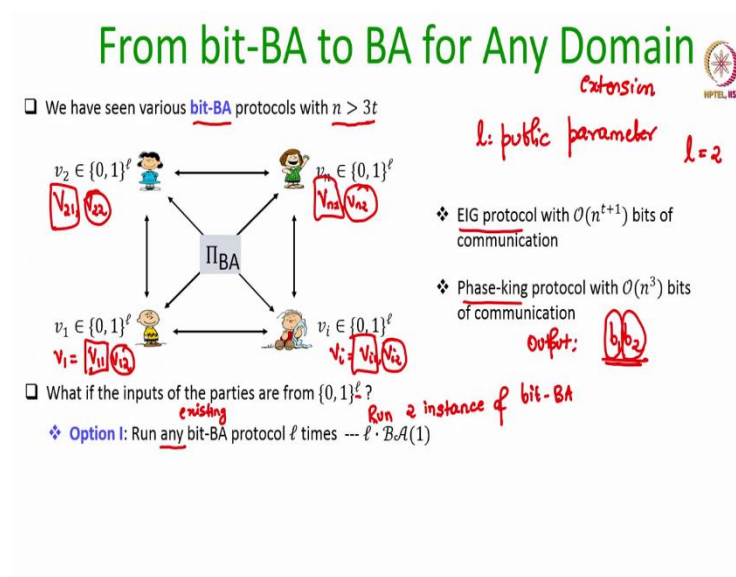 From bit-BA to BA for Any Domain
extension
NPTEL, IIS
❑ We have seen various bit-BA protocols with n > 3t
l: public parameter l=2
v₂ ∈ {0,1}^ℓ
vₙ ∈ {0,1}^ℓ
V₂₁, V₂₂
Vₙ₁ Vₙ₂
❖ EIG protocol with 𝒪(n^{t+1}) bits of
communication
Π_BA
❖ Phase-king protocol with 𝒪(n³) bits
of communication
v₁ ∈ {0,1}^ℓ
vᵢ ∈ {0,1}^ℓ
output: b₁ b₂
V₁ = V₁₁ V₁₂
Vᵢ = Vᵢ₁ Vᵢ₂
❑ What if the inputs of the parties are from {0,1}^ℓ ?
existing
Run 2 instance of bit-BA
❖ Option I: Run any bit-BA protocol ℓ times --- ℓ · BA(1)